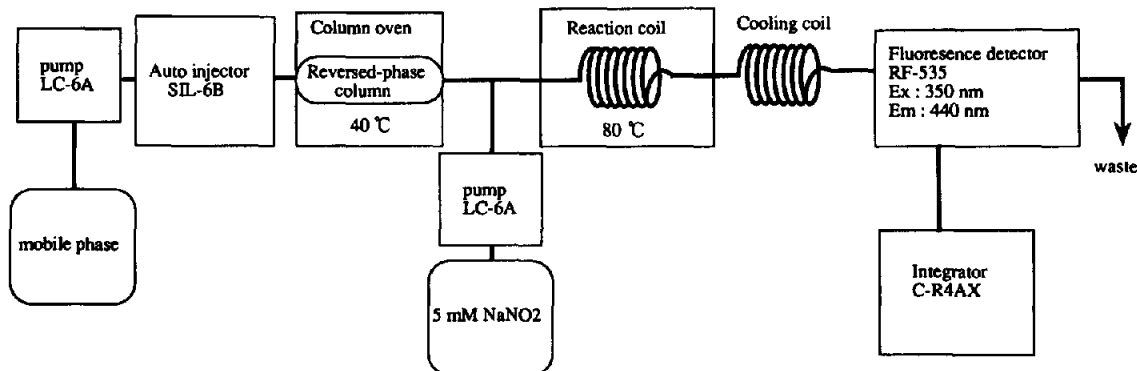 pump
LC-6A
mobile phase
Auto injector
SIL-6B
Column oven
Reversed-phase
column
40 ℃
pump
LC-6A
5 mM NaNO2
Reaction coil
80 ℃
Cooling coil
Fluoresence detector
RF-535
Ex : 350 nm
Em : 440 nm
waste
Integrator
C-R4AX